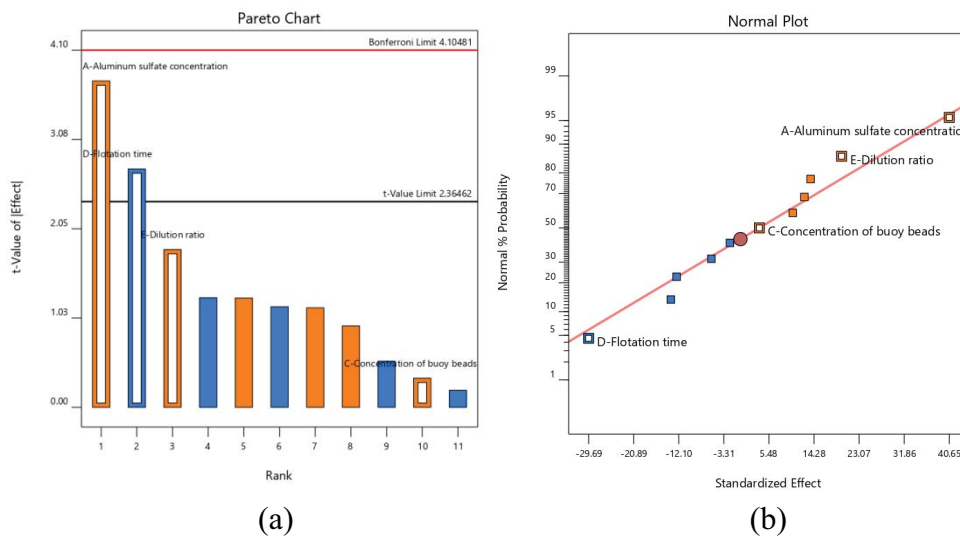 Pareto Chart
Bonferroni Limit 4.10481
A-Aluminum sulfate concentration
D-Flotation time
t-Value Limit 2.36462
E-Dilution ratio
C-Concentration of buoy beads
t-Value of |Effect|
4.10
3.08
2.05
1.03
0.00
1 2 3 4 5 6 7 8 9 10 11
Rank
(a)
Normal Plot
Normal % Probability
99
95
90
80
70
50
30
20
10
5
1
A-Aluminum sulfate concentratio
E-Dilution ratio
C-Concentration of buoy beads
D-Flotation time
-29.69 -20.89 -12.10 -3.31 5.48 14.28 23.07 31.86 40.65
Standardized Effect
(b)